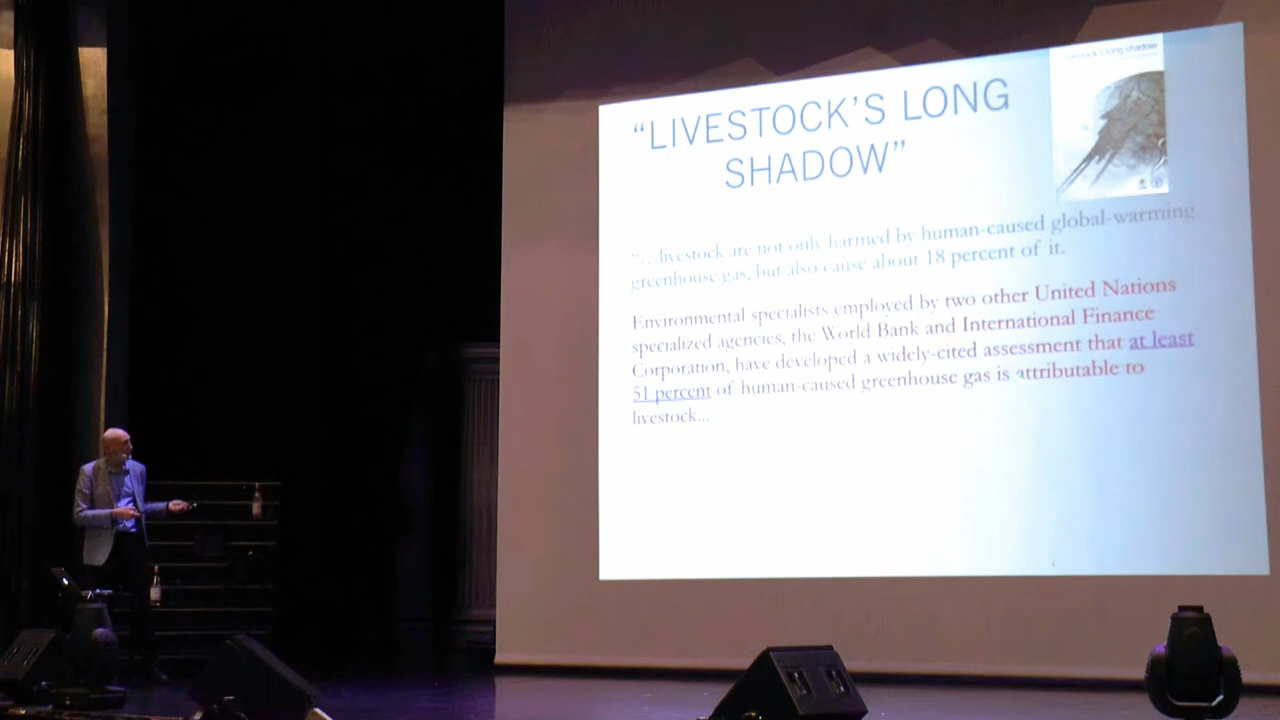 “LIVESTOCK’S LONG
SHADOW”
livestock's long shadow
“… livestock are not only harmed by human-caused global-warming
greenhouse gas, but also cause about 18 percent of it.
Environmental specialists employed by two other United Nations
specialized agencies, the World Bank and International Finance
Corporation, have developed a widely-cited assessment that at least
51 percent of human-caused greenhouse gas is attributable to
livestock...